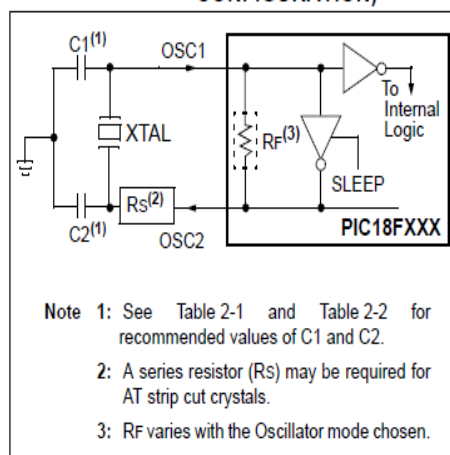 CONFIGURATION)
C1(1)
OSC1
To
Internal
Logic
XTAL
RF(3)
SLEEP
C2(1)
RS(2)
OSC2
PIC18FXXX
Note 1: See Table 2-1 and Table 2-2 for
recommended values of C1 and C2.
2: A series resistor (RS) may be required for
AT strip cut crystals.
3: RF varies with the Oscillator mode chosen.